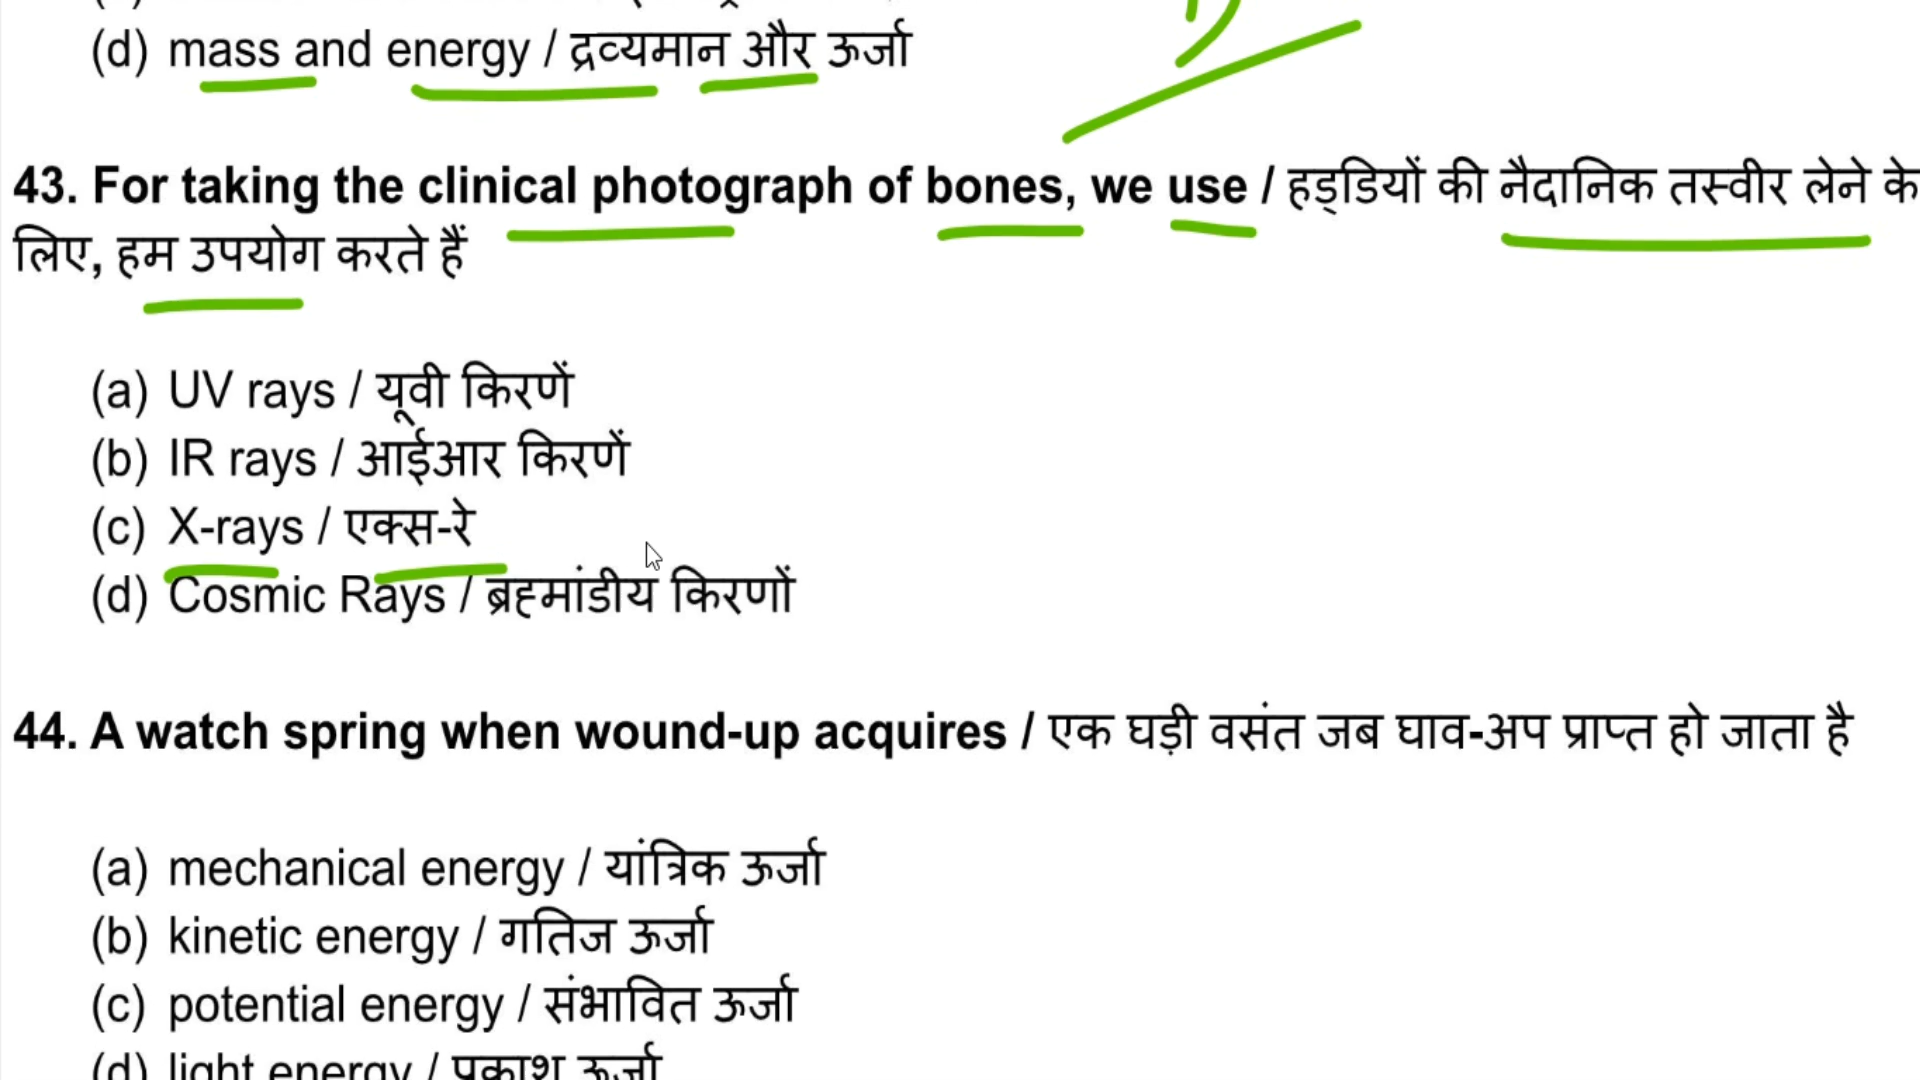 (d) mass and energy / द्रव्यमान और ऊर्जा
43. For taking the clinical photograph of bones, we use / हड्डियों की नैदानिक तस्वीर लेने के
लिए, हम उपयोग करते हैं
(a) UV rays / यूवी किरणें
(b) IR rays / आईआर किरणें
(c) X-rays / एक्स-रे
(d) Cosmic Rays / ब्रह्मांडीय किरणों
44. A watch spring when wound-up acquires / एक घड़ी वसंत जब घाव-अप प्राप्त हो जाता है
(a) mechanical energy / यांत्रिक ऊर्जा
(b) kinetic energy / गतिज ऊर्जा
(c) potential energy / संभावित ऊर्जा
(d) light energy / प्रकाश ऊर्जा